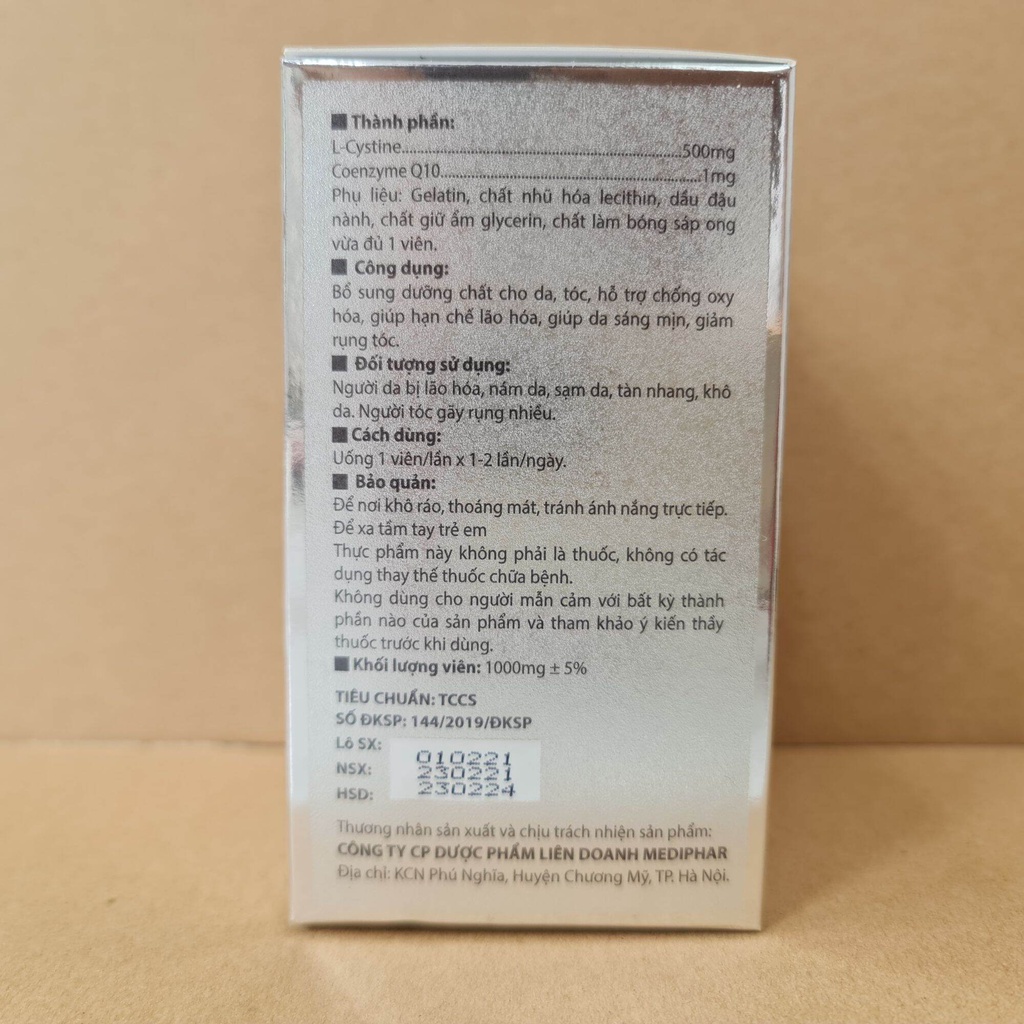 Thành phần:
L-Cystine..........500mg
Coenzyme Q10..........1mg
Phụ liệu: Gelatin, chất nhũ hóa lecithin, dầu đậu
nành, chất giữ ẩm glycerin, chất làm bóng sáp ong
vừa đủ 1 viên.
Công dụng:
Bổ sung dưỡng chất cho da, tóc, hỗ trợ chống oxy
hóa, giúp hạn chế lão hóa, giúp da sáng mịn, giảm
rụng tóc.
Đối tượng sử dụng:
Người da bị lão hóa, nám da, sạm da, tàn nhang, khô
da. Người tóc gãy rụng nhiều.
Cách dùng:
Uống 1 viên/lần x 1-2 lần/ngày.
Bảo quản:
Để nơi khô ráo, thoáng mát, tránh ánh nắng trực tiếp.
Để xa tầm tay trẻ em
Thực phẩm này không phải là thuốc, không có tác
dụng thay thế thuốc chữa bệnh.
Không dùng cho người mẫn cảm với bất kỳ thành
phần nào của sản phẩm và tham khảo ý kiến thầy
thuốc trước khi dùng.
Khối lượng viên: 1000mg ± 5%
TIÊU CHUẨN: TCCS
SỐ ĐKSP: 144/2019/ĐKSP
Lô SX: 010221
NSX: 230221
HSD: 230224
Thương nhân sản xuất và chịu trách nhiện sản phẩm:
CÔNG TY CP DƯỢC PHẨM LIÊN DOANH MEDIPHAR
Địa chỉ: KCN Phú Nghĩa, Huyện Chương Mỹ, TP. Hà Nội.